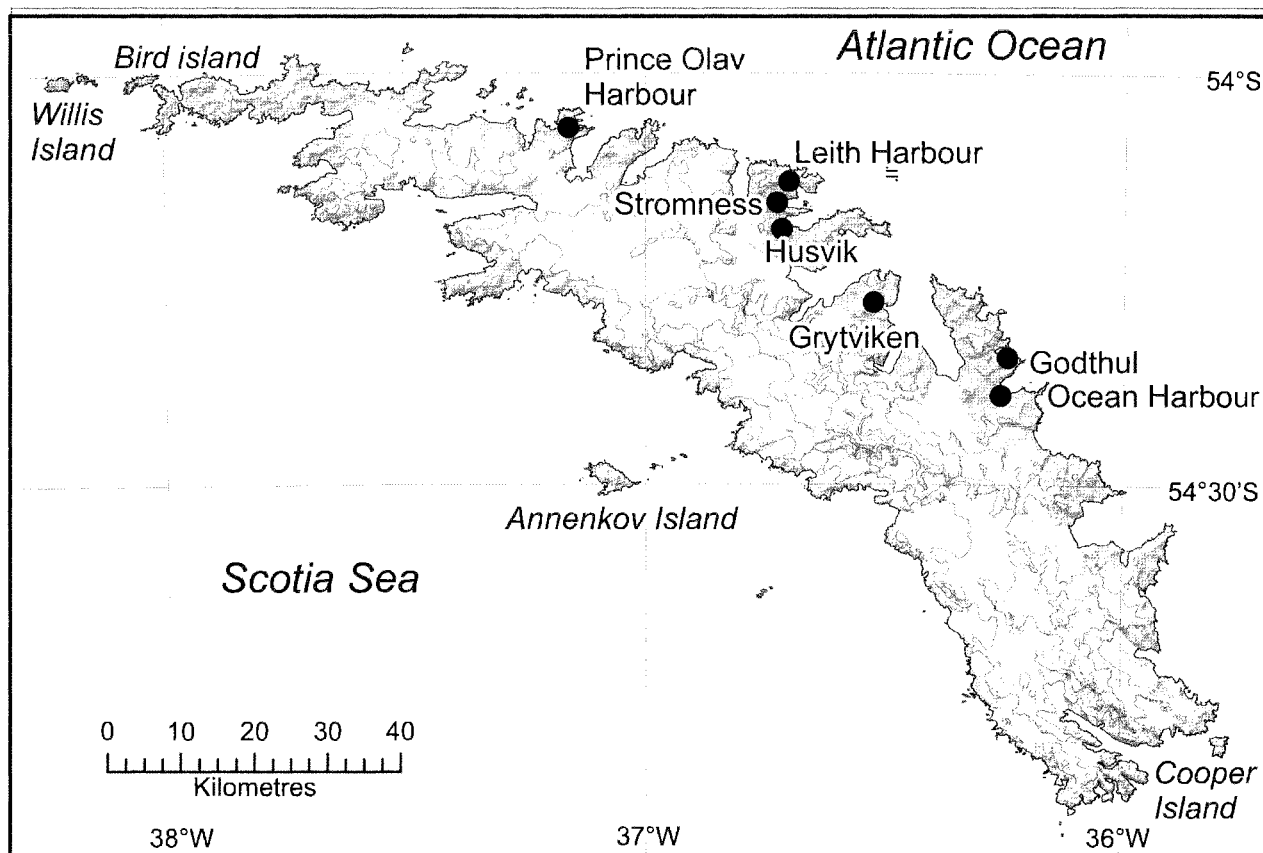 Atlantic Ocean
Bird island
Prince Olav
Harbour
54°S
Willis
Island
Leith Harbour
Stromness
Husvik
Grytviken
Godthul
Ocean Harbour
54°30'S
Annenkov Island
Scotia Sea
0 10 20 30 40
Kilometres
Cooper
Island
38°W
37°W
36°W